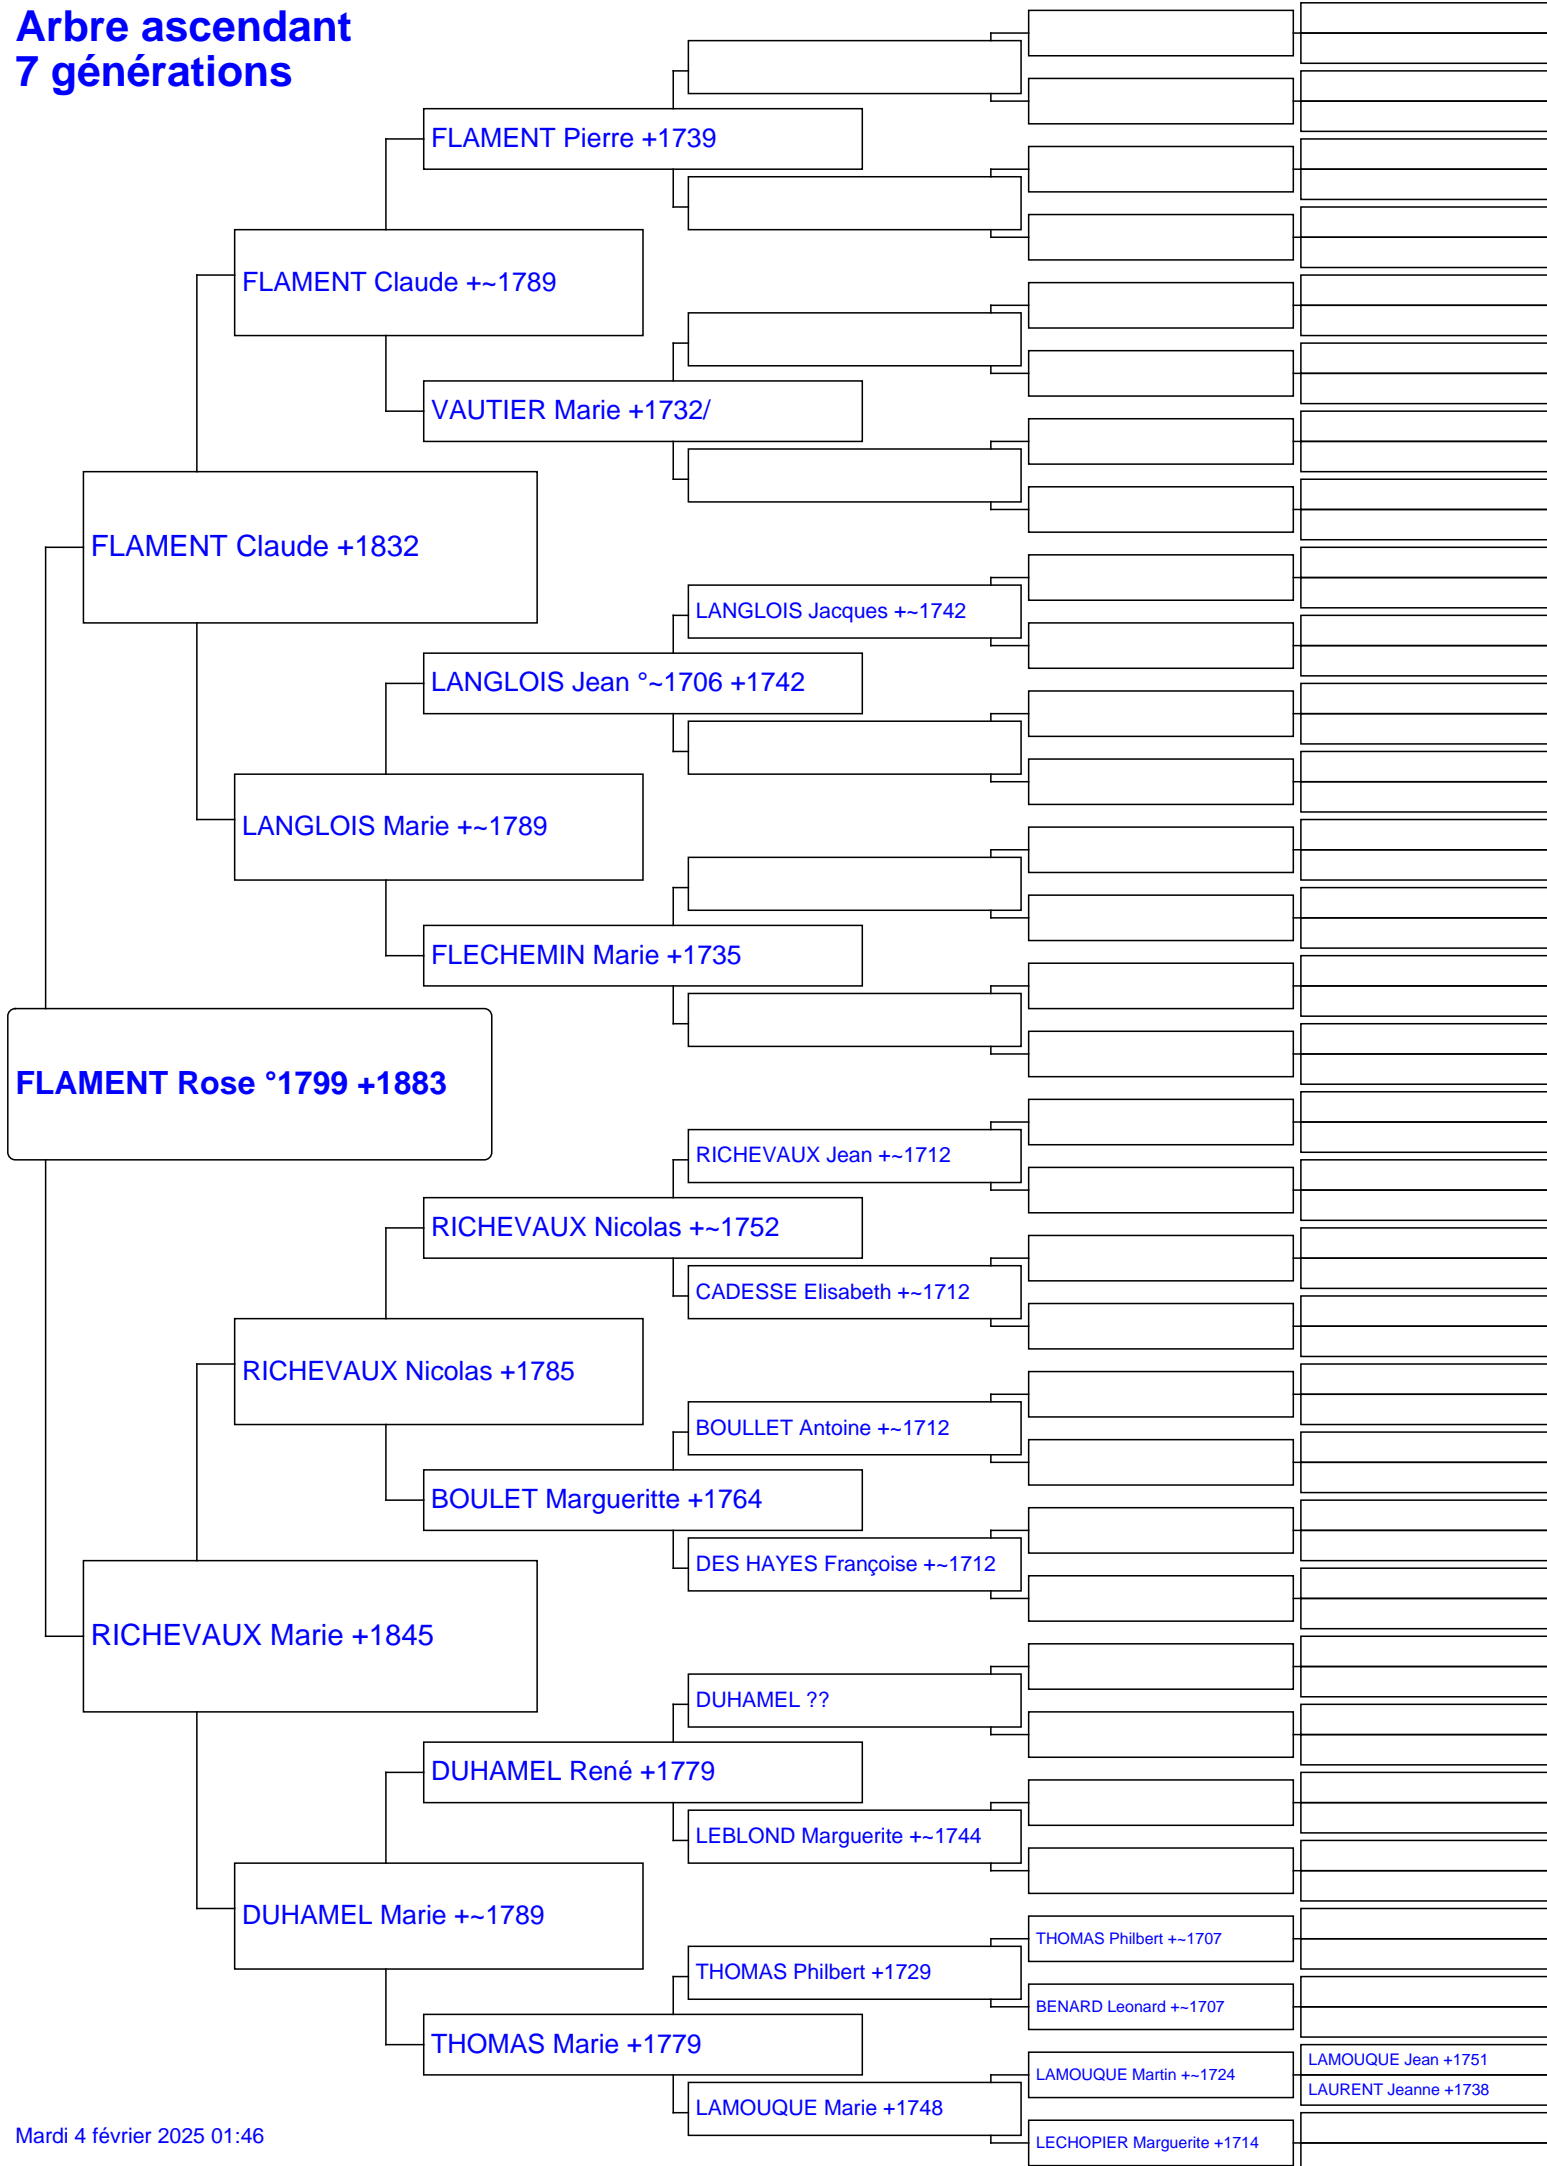 Arbre ascendant
7 générations
FLAMENT Pierre +1739
FLAMENT Claude +~1789
VAUTIER Marie +1732/
FLAMENT Claude +1832
LANGLOIS Jacques +~1742
LANGLOIS Jean °~1706 +1742
LANGLOIS Marie +~1789
FLECHEMIN Marie +1735
FLAMENT Rose °1799 +1883
RICHEVAUX Jean +~1712
RICHEVAUX Nicolas +~1752
CADESSE Elisabeth +~1712
RICHEVAUX Nicolas +1785
BOULLET Antoine +~1712
BOULET Margueritte +1764
DES HAYES Françoise +~1712
RICHEVAUX Marie +1845
DUHAMEL ??
DUHAMEL René +1779
LEBLOND Marguerite +~1744
DUHAMEL Marie +~1789
THOMAS Philbert +~1707
THOMAS Philbert +1729
BENARD Leonard +~1707
THOMAS Marie +1779
LAMOUQUE Jean +1751
LAMOUQUE Martin +~1724
LAURENT Jeanne +1738
LAMOUQUE Marie +1748
LECHOPIER Marguerite +1714
Mardi 4 février 2025 01:46